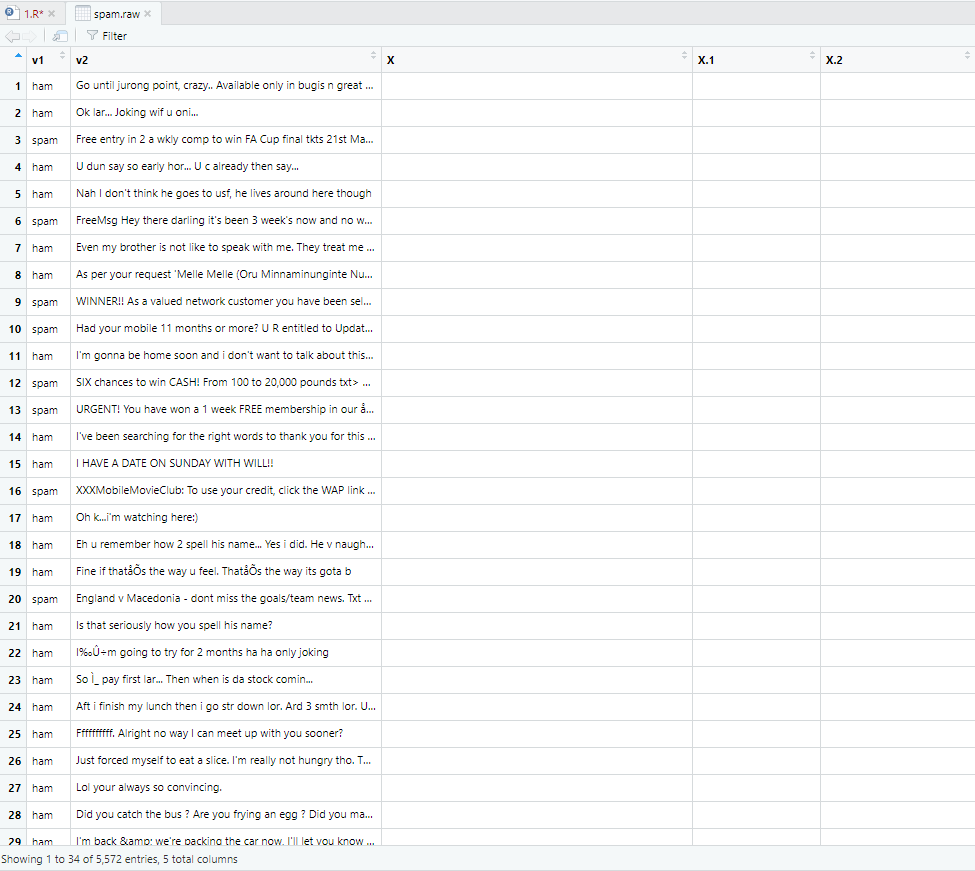 1.R* spam.raw
Filter
v1 v2 X X.1 X.2
1 ham Go until jurong point, crazy.. Available only in bugis n great ...
2 ham Ok lar... Joking wif u oni...
3 spam Free entry in 2 a wkly comp to win FA Cup final tkts 21st Ma...
4 ham U dun say so early hor... U c already then say...
5 ham Nah I don't think he goes to usf, he lives around here though
6 spam FreeMsg Hey there darling it's been 3 week's now and no w...
7 ham Even my brother is not like to speak with me. They treat me ...
8 ham As per your request 'Melle Melle (Oru Minnaminunginte Nu...
9 spam WINNER!! As a valued network customer you have been sel...
10 spam Had your mobile 11 months or more? U R entitled to Updat...
11 ham I'm gonna be home soon and i don't want to talk about this...
12 spam SIX chances to win CASH! From 100 to 20,000 pounds txt> ...
13 spam URGENT! You have won a 1 week FREE membership in our å...
14 ham I've been searching for the right words to thank you for this ...
15 ham I HAVE A DATE ON SUNDAY WITH WILL!!
16 spam XXXMobileMovieClub: To use your credit, click the WAP link ...
17 ham Oh k...i'm watching here:)
18 ham Eh u remember how 2 spell his name... Yes i did. He v naugh...
19 ham Fine if thatåÕs the way u feel. ThatåÕs the way its gota b
20 spam England v Macedonia - dont miss the goals/team news. Txt ...
21 ham Is that seriously how you spell his name?
22 ham I‰Û÷m going to try for 2 months ha ha only joking
23 ham So Ì_ pay first lar... Then when is da stock comin...
24 ham Aft i finish my lunch then i go str down lor. Ard 3 smth lor. U...
25 ham Ffffffffff. Alright no way I can meet up with you sooner?
26 ham Just forced myself to eat a slice. I'm really not hungry tho. T...
27 ham Lol your always so convincing.
28 ham Did you catch the bus ? Are you frying an egg ? Did you ma...
29 ham I'm back &amp; we're packing the car now, I'll let you know ...
Showing 1 to 34 of 5,572 entries, 5 total columns